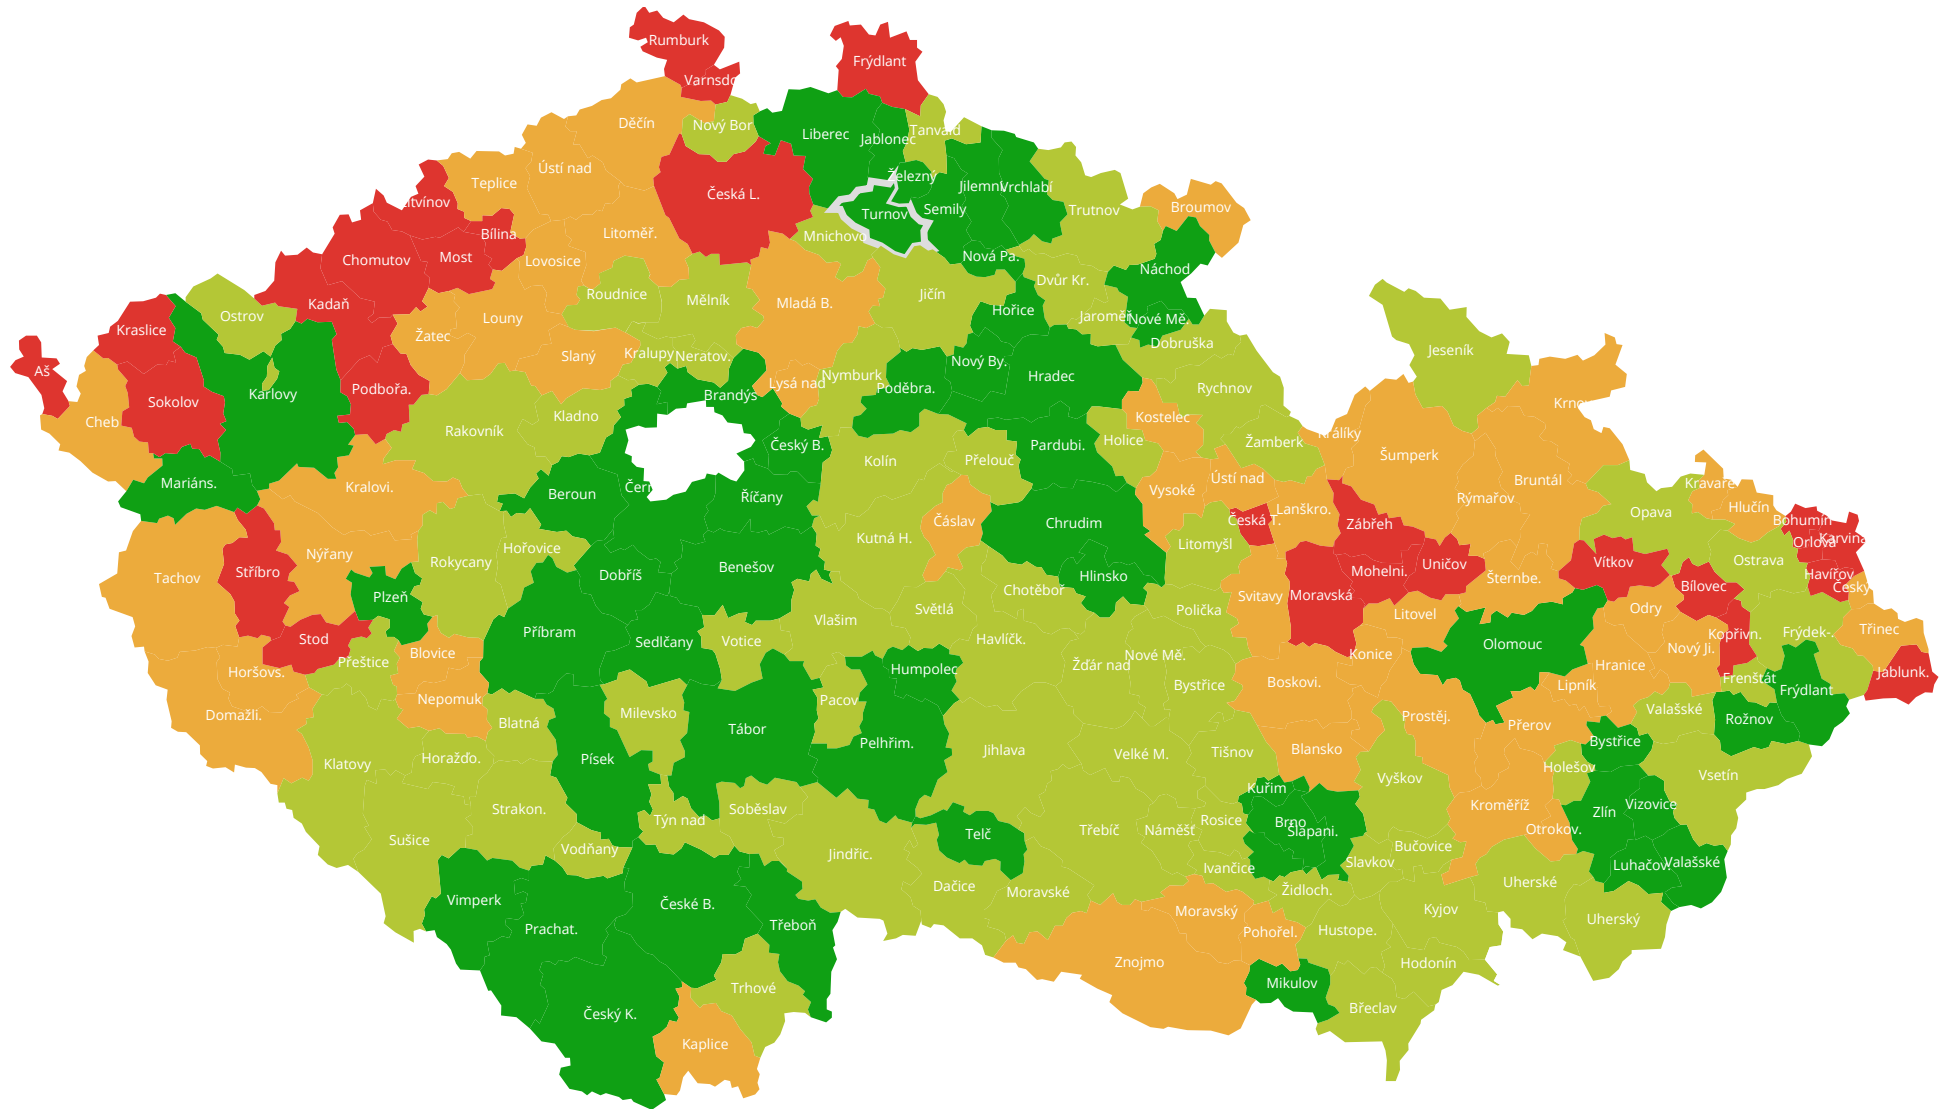 Rumburk
Frýdlant
Varnsdo
Děčín
Nový Bor
Liberec
Jablonec
Tanvald
Ústí nad
Teplice
Česká L.
Železný
Jilemni
Vrchlabí
itvínov
Turnov
Semily
Trutnov
Broumov
Bílina
Litoměř.
Mnichovo
Chomutov
Most
Lovosice
Nová Pa.
Náchod
Kadaň
Ostrov
Roudnice
Mělník
Mladá B.
Jičín
Dvůr Kr.
Kraslice
Louny
Hořice
Jaroměř
Nové Mě.
Žatec
Slaný
Kralupy
Neratov.
Dobruška
Jeseník
Aš
Sokolov
Karlovy
Podbořa.
Lysá nad
Nymburk
Poděbra.
Nový By.
Hradec
Rychnov
Brandýs
Cheb
Rakovník
Kladno
Kostelec
Králíky
Krno
Český B.
Kolín
Přelouč
Pardubi.
Holice
Žamberk
Šumperk
Mariáns.
Kralovi.
Beroun
Čer
Říčany
Vysoké
Ústí nad
Rýmařov
Bruntál
Kravaře
Hlučín
Čáslav
Chrudim
Česká T.
Lanškro.
Zábřeh
Opava
Bohumín
Orlová
Karviná
Tachov
Stříbro
Nýřany
Rokycany
Hořovice
Dobříš
Benešov
Kutná H.
Litomyšl
Hlinsko
Mohelni.
Uničov
Šternbe.
Vítkov
Ostrava
Havířov
Český
Plzeň
Chotěboř
Svitavy
Moravská
Bílovec
Stod
Příbram
Sedlčany
Votice
Vlašim
Světlá
Havlíčk.
Polička
Litovel
Olomouc
Odry
Kopřivn.
Frýdek-.
Třinec
Přeštice
Blovice
Nový Ji.
Horšovs.
Humpolec
Žďár nad
Nové Mě.
Konice
Hranice
Jablunk.
Domažli.
Nepomuk
Blatná
Milevsko
Tábor
Pacov
Bystřice
Boskovi.
Lipník
Frenštát
Frýdlant
Prostěj.
Přerov
Valašské
Rožnov
Klatovy
Horažďo.
Písek
Pelhřim.
Jihlava
Velké M.
Tišnov
Blansko
Bystřice
Vyškov
Holešov
Vsetín
Sušice
Strakon.
Týn nad
Soběslav
Kuřim
Kroměříž
Zlín
Vizovice
Vodňany
Jindřic.
Telč
Třebíč
Náměšť
Rosice
Brno
Šlapani.
Otrokov.
Bučovice
Slavkov
Luhačov.
Valašské
Vimperk
Dačice
Moravské
Ivančice
Židloch.
Uherské
Prachat.
České B.
Třeboň
Moravský
Pohořel.
Hustope.
Kyjov
Uherský
Znojmo
Hodonín
Český K.
Trhové
Mikulov
Břeclav
Kaplice